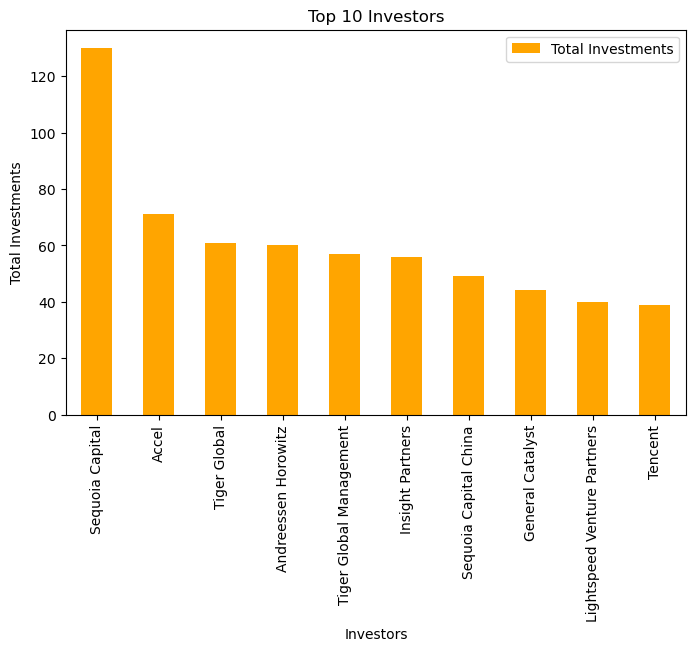 Top 10 Investors
Total Investments
Total Investments
120
100
80
60
40
20
0
Sequoia Capital
Accel
Tiger Global
Andreessen Horowitz
Tiger Global Management
Insight Partners
Sequoia Capital China
General Catalyst
Lightspeed Venture Partners
Tencent
Investors